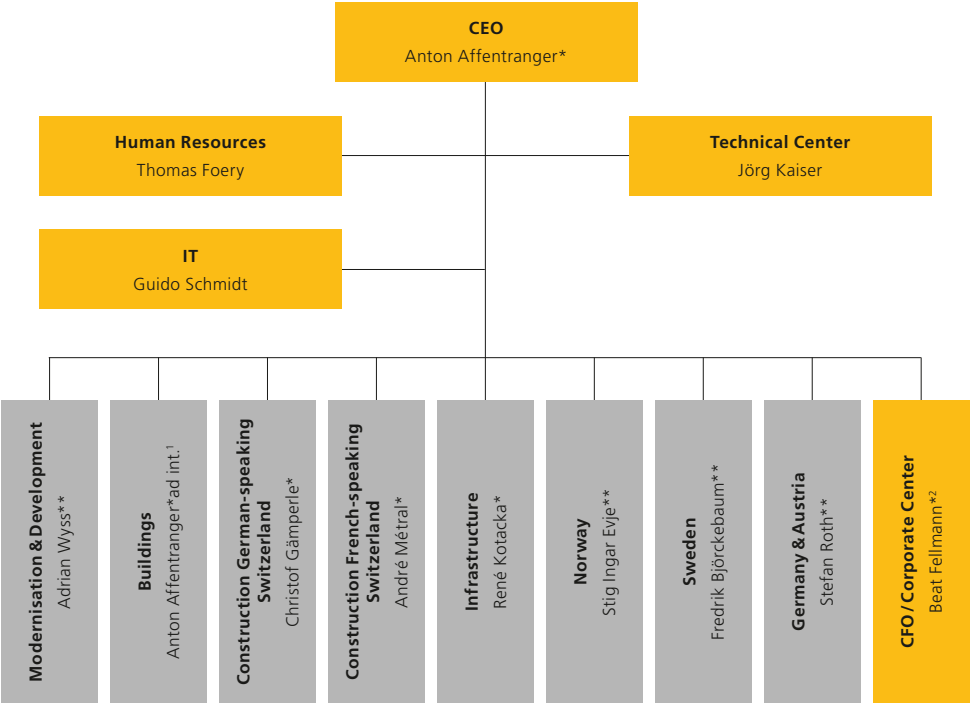 CEO
Anton Affentranger*
Human Resources
Thomas Foery
Technical Center
Jörg Kaiser
IT
Guido Schmidt
Modernisation & Development
Adrian Wyss**
Buildings
Anton Affentranger*ad int.¹
Construction German-speaking
Switzerland
Christof Gämperle*
Construction French-speaking
Switzerland
André Métral*
Infrastructure
René Kotacka*
Norway
Stig Ingar Evje**
Sweden
Fredrik Björckebaum**
Germany & Austria
Stefan Roth**
CFO / Corporate Center
Beat Fellmann*²